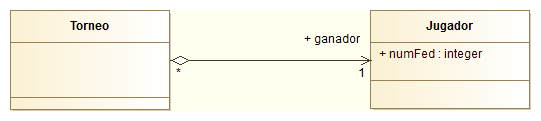 Torneo
Jugador
+ ganador
+ numFed : integer
*
1